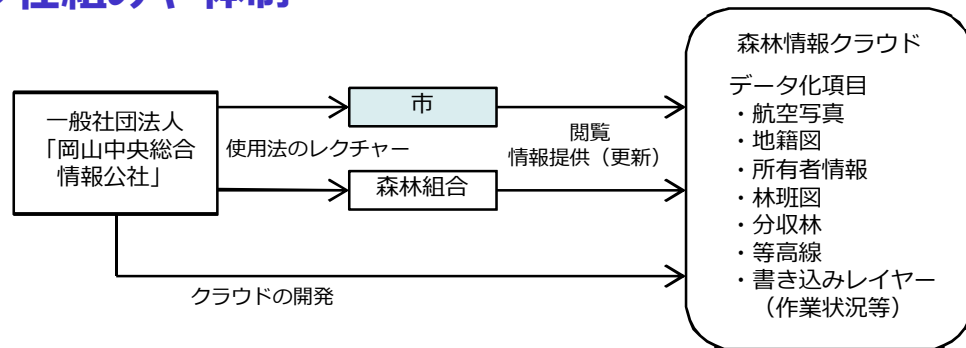 仕組みや体制
一般社団法人
「岡山中央総合
情報公社」
使用法のレクチャー
市
森林組合
閲覧
情報提供（更新）
クラウドの開発
森林情報クラウド
データ化項目
・航空写真
・地籍図
・所有者情報
・林班図
・分収林
・等高線
・書き込みレイヤー
（作業状況等）